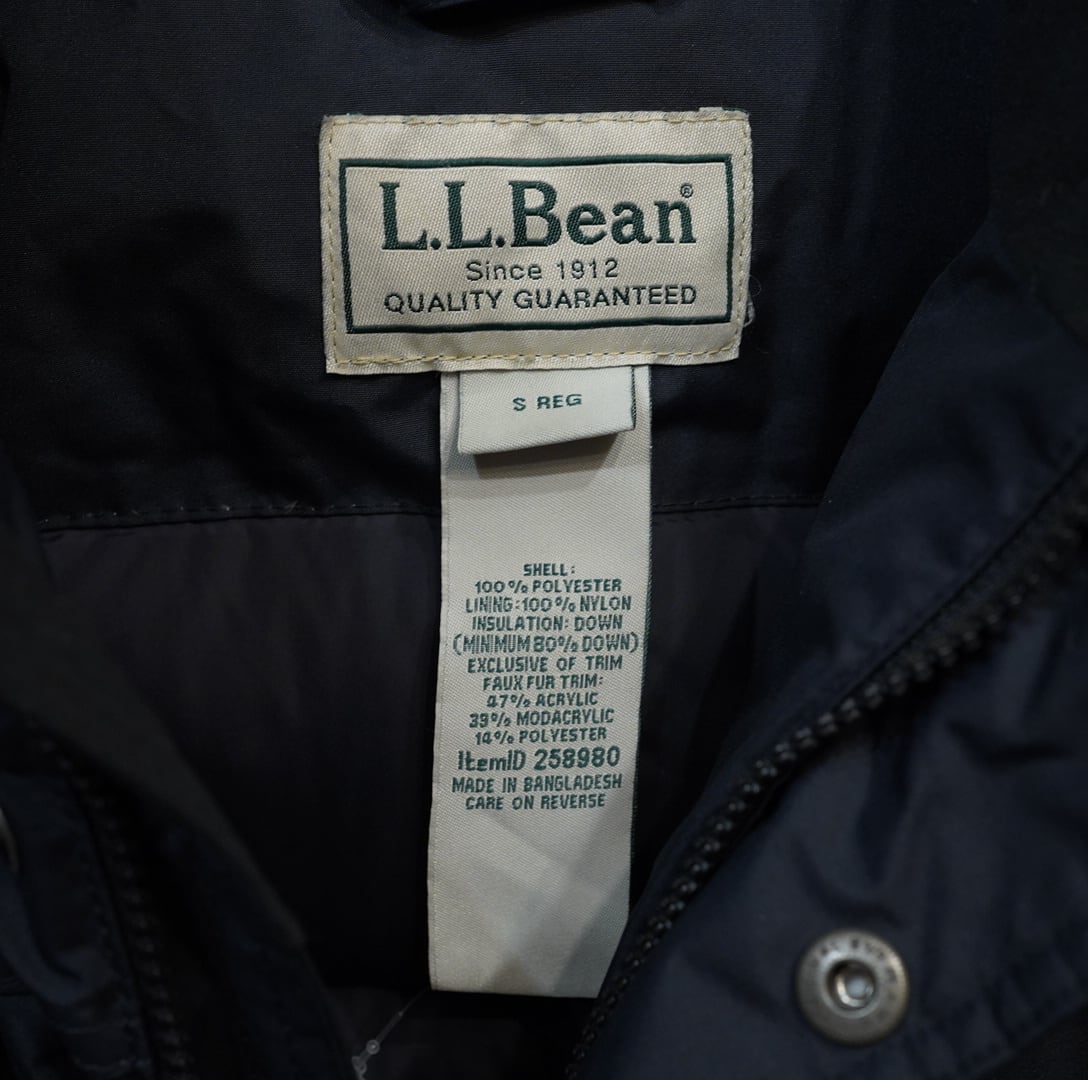 L.L.Bean®
Since 1912
QUALITY GUARANTEED
S REG
SHELL:
100% POLYESTER
LINING:100% NYLON
INSULATION: DOWN
(MINIMUM 80% DOWN)
EXCLUSIVE OF TRIM
FAUX FUR TRIM:
47% ACRYLIC
39% MODACRYLIC
14% POLYESTER
ItemID 258980
MADE IN BANGLADESH
CARE ON REVERSE